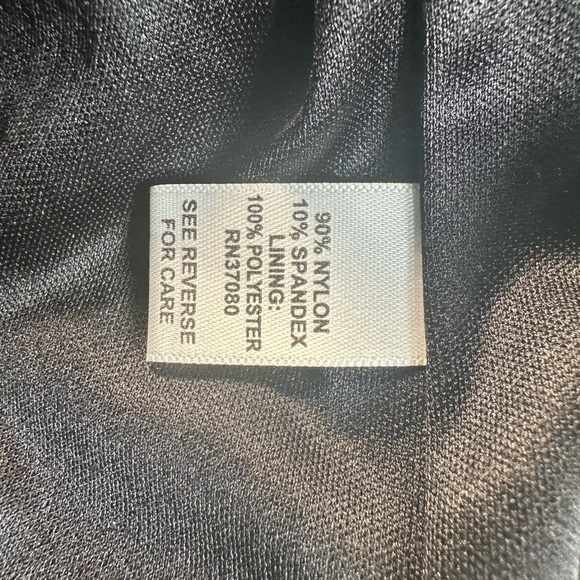 90% NYLON
10% SPANDEX
LINING:
100% POLYESTER
RN37080
SEE REVERSE
FOR CARE